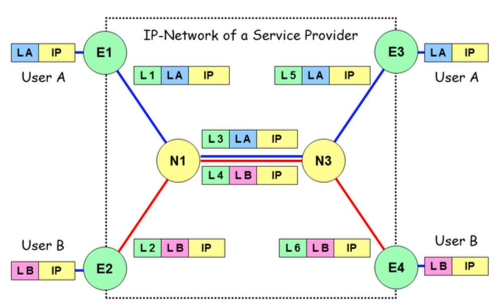 IP-Network of a Service Provider
LA IP
E1
E3
LA IP
User A
L1 LA IP
L5 LA IP
User A
L3 LA IP
N1
N3
L4 LB IP
User B
L2 LB IP
L6 LB IP
User B
LB IP
E2
E4
LB IP